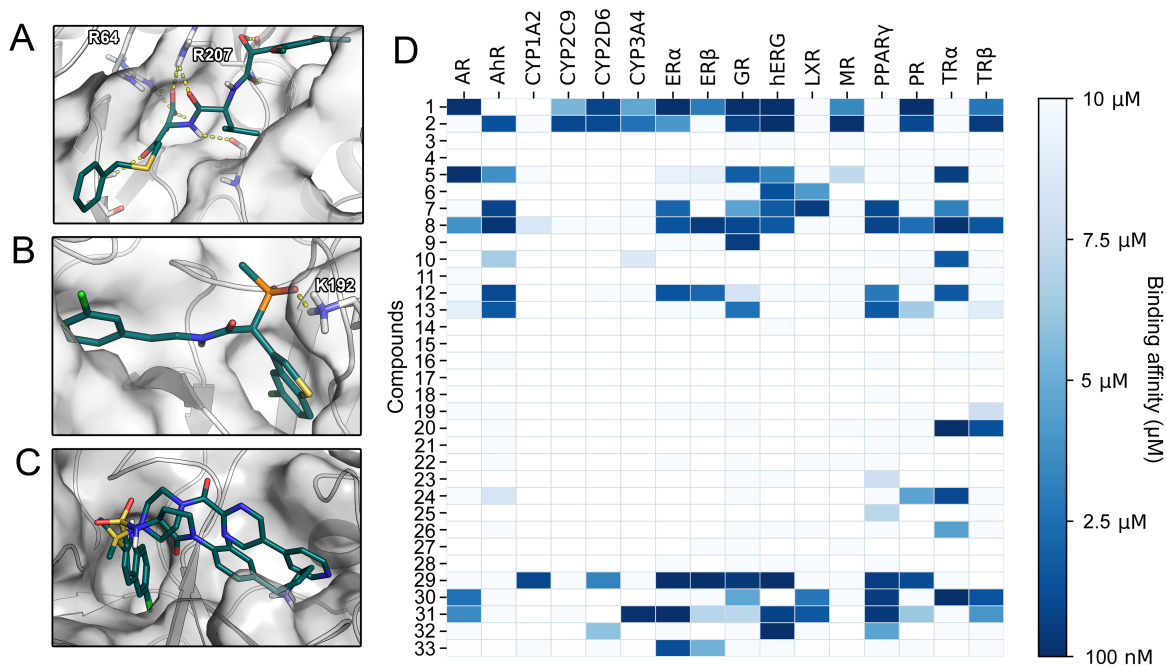 A
R64
R207
B
K192
C
D
AR
AhR
CYP1A2
CYP2C9
CYP2D6
CYP3A4
ERα
ERβ
GR
hERG
LXR
MR
PPARγ
PR
TRα
TRβ
Compounds
1
2
3
4
5
6
7
8
9
10
11
12
13
14
15
16
17
18
19
20
21
22
23
24
25
26
27
28
29
30
31
32
33
10 μM
7.5 μM
5 μM
2.5 μM
100 nM
Binding affinity (μM)